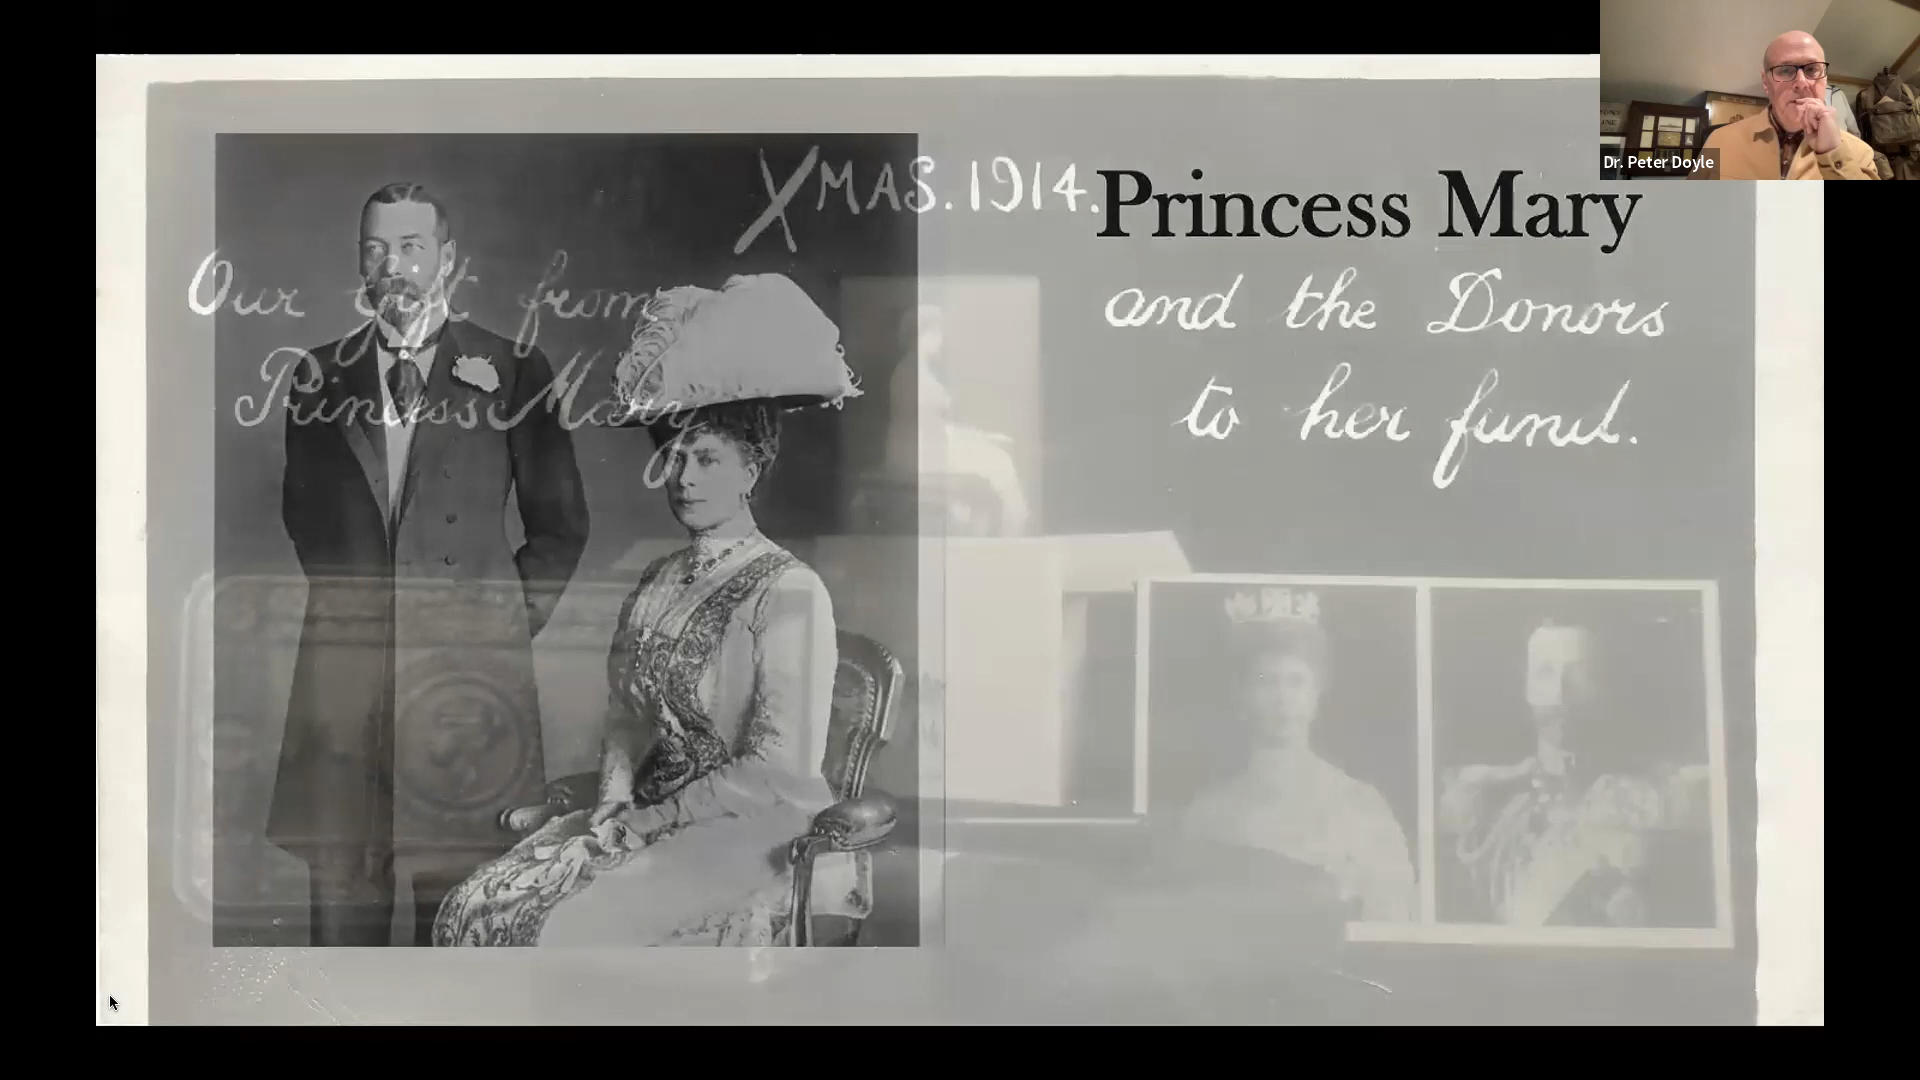 XMAS. 1914.
Princess Mary
Our Gift from
Princess Mary
and the Donors
to her fund.
Dr. Peter Doyle